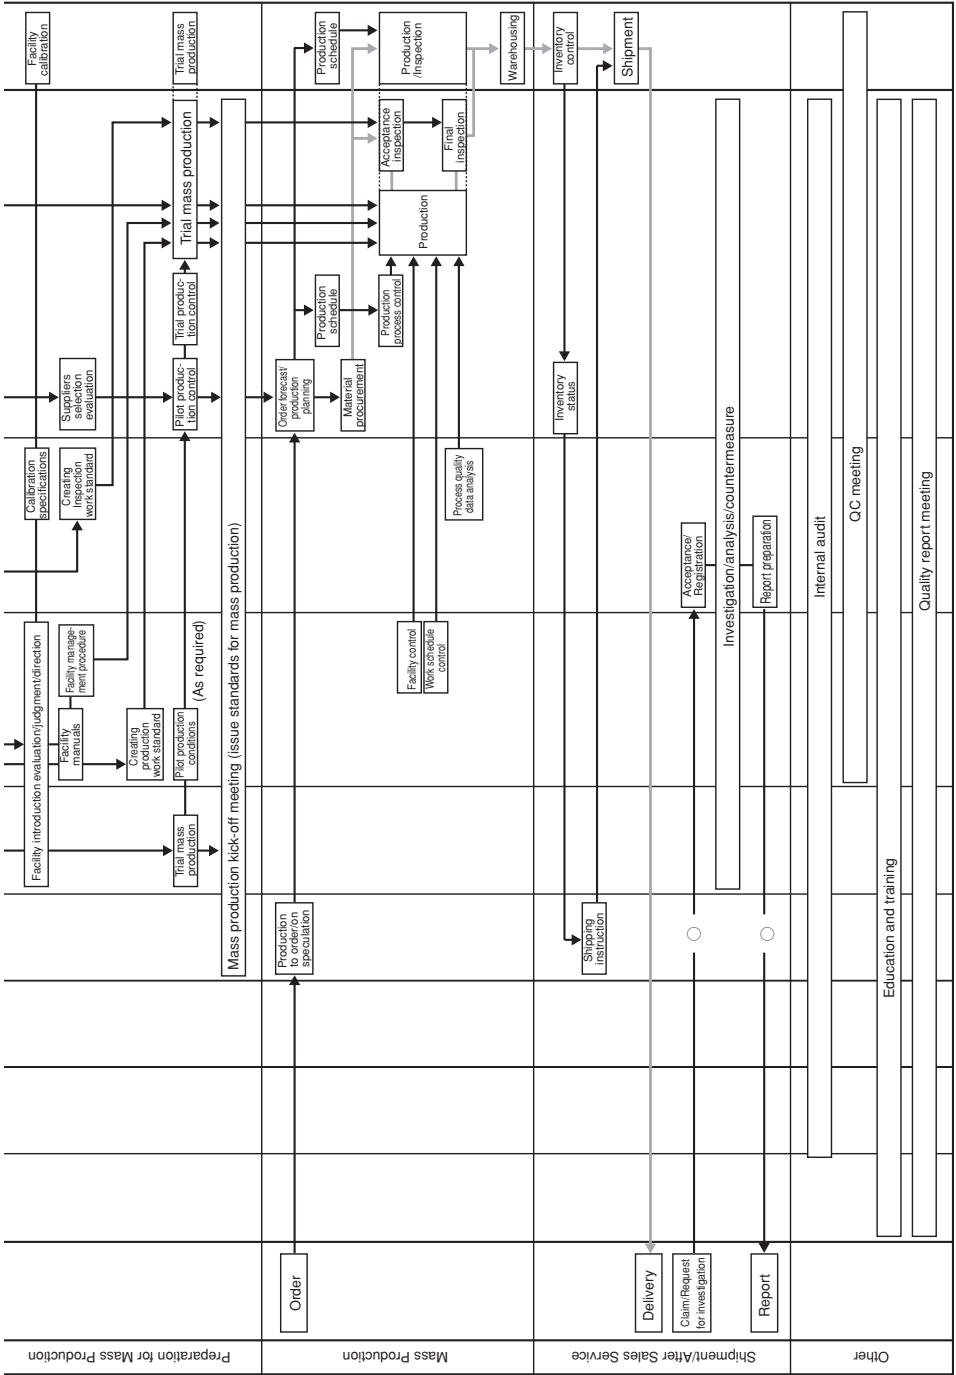 Preparation for Mass Production
Facility
calibration
Trial mass
production
Trial mass production
Trial produc-
tion control
Suppliers
selection
evaluation
Pilot produc-
tion control
Calibration
specifications
Creating
Inspection
work standard
Facility introduction evaluation/judgment/direction
Facility manage-
ment procedure
Facility
manuals
Creating
production
work standard
Pilot production
conditions
(As required)
Trial mass
production
Mass production kick-off meeting (issue standards for mass production)
Mass Production
Order
Production
to order/on
speculation
Order forecast/
production
planning
Material
procurement
Production
schedule
Production
schedule
Production
process control
Production
/Inspection
Acceptance
inspection
Final
inspection
Production
Process quality
data analysis
Facility control
Work schedule
control
Warehousing
Shipment/After Sales Service
Inventory
control
Shipment
Inventory
status
Shipping
instruction
Delivery
Claim/Request
for investigation
Acceptance/
Registration
Investigation/analysis/countermeasure
Report preparation
Report
Other
Internal audit
QC meeting
Education and training
Quality report meeting